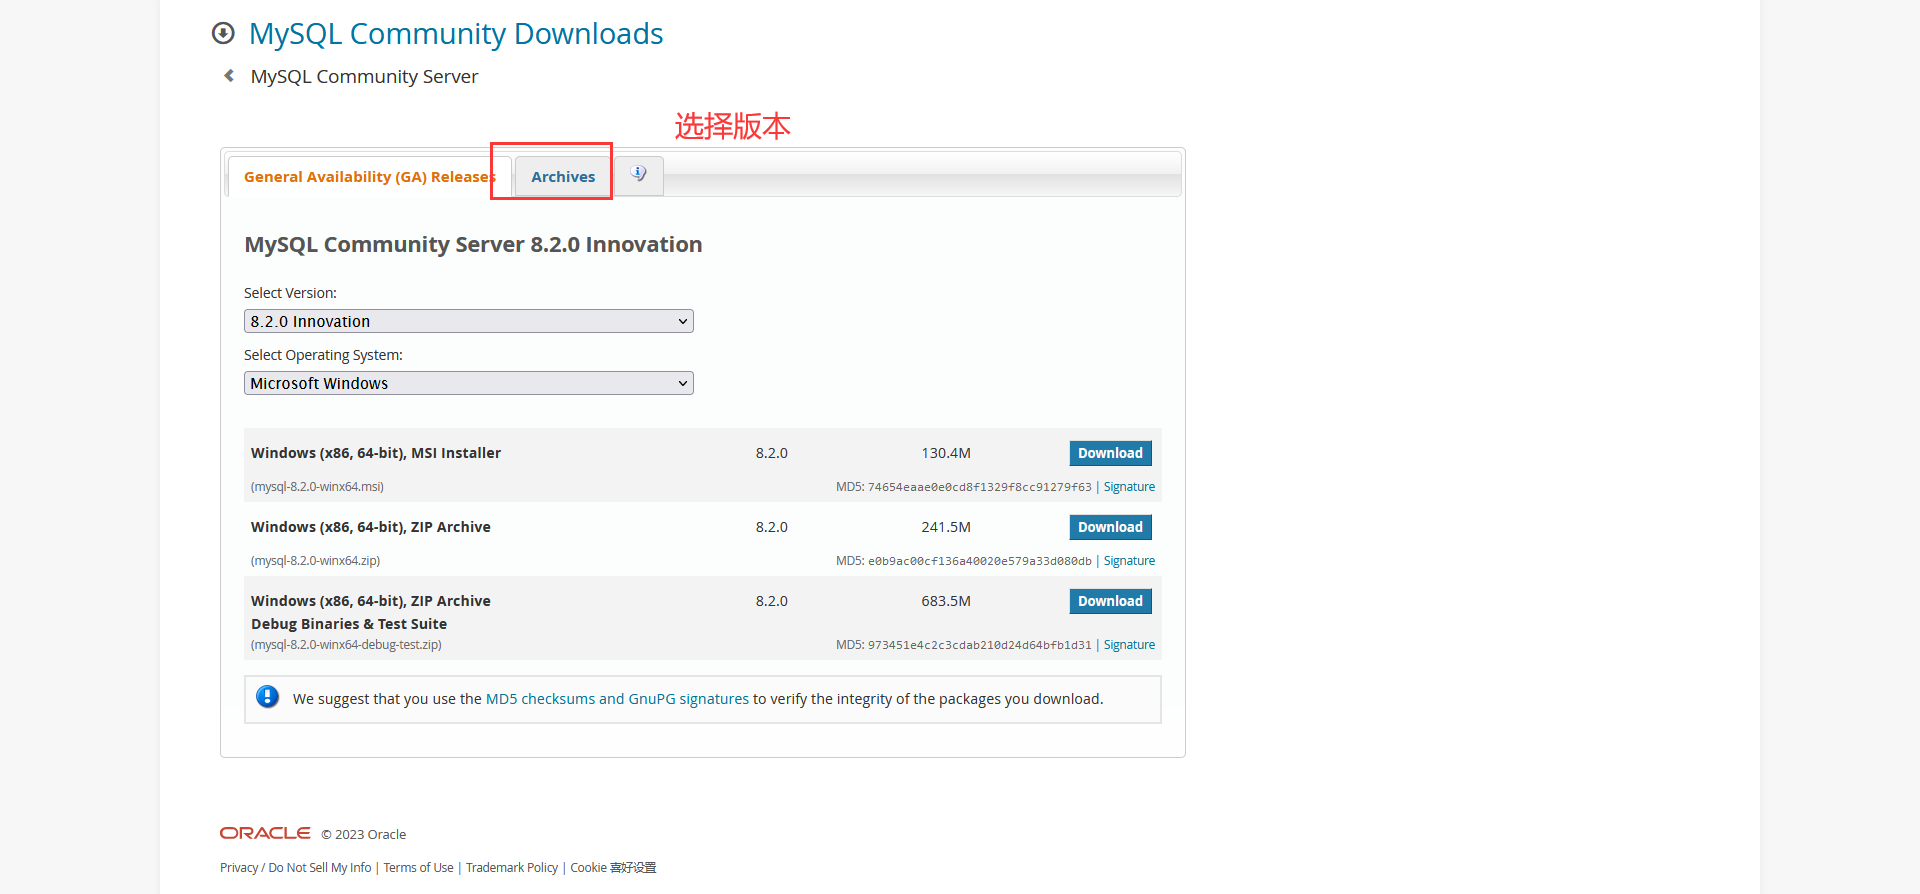 MySQL Community Downloads
MySQL Community Server
选择版本
General Availability (GA) Releases
Archives
MySQL Community Server 8.2.0 Innovation
Select Version:
8.2.0 Innovation
Select Operating System:
Microsoft Windows
Windows (x86, 64-bit), MSI Installer 8.2.0 130.4M Download
(mysql-8.2.0-winx64.msi) MD5: 74654eaae0e0cd8f1329f8cc91279f63 | Signature
Windows (x86, 64-bit), ZIP Archive 8.2.0 241.5M Download
(mysql-8.2.0-winx64.zip) MD5: e0b9ac00cf136a40020e579a33d080db | Signature
Windows (x86, 64-bit), ZIP Archive 8.2.0 683.5M Download
Debug Binaries & Test Suite
(mysql-8.2.0-winx64-debug-test.zip) MD5: 973451e4c2c3cdab210d24d64bfb1d31 | Signature
We suggest that you use the MD5 checksums and GnuPG signatures to verify the integrity of the packages you download.
ORACLE © 2023 Oracle
Privacy / Do Not Sell My Info | Terms of Use | Trademark Policy | Cookie 喜好设置